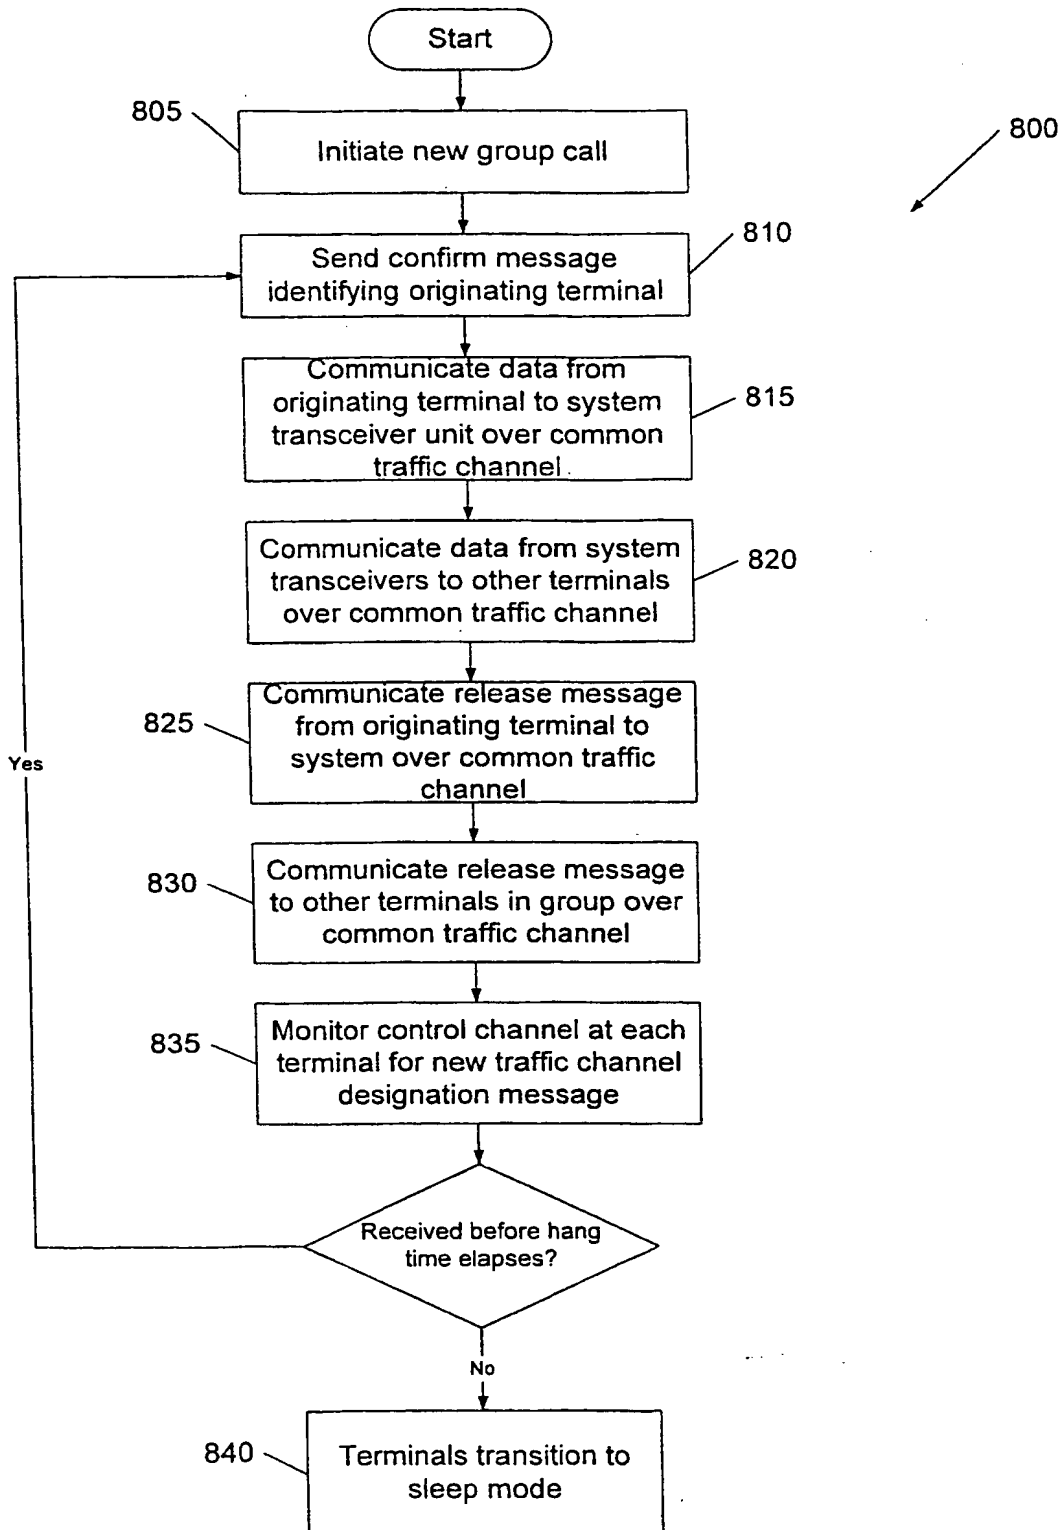 Start
805
Initiate new group call
800
810
Send confirm message
identifying originating terminal
Communicate data from
originating terminal to system
transceiver unit over common
traffic channel
815
Communicate data from system
transceivers to other terminals
over common traffic channel
820
Communicate release message
from originating terminal to
system over common traffic
channel
825
Yes
Communicate release message
to other terminals in group over
common traffic channel
830
Monitor control channel at each
terminal for new traffic channel
designation message
835
Received before hang
time elapses?
No
Terminals transition to
sleep mode
840